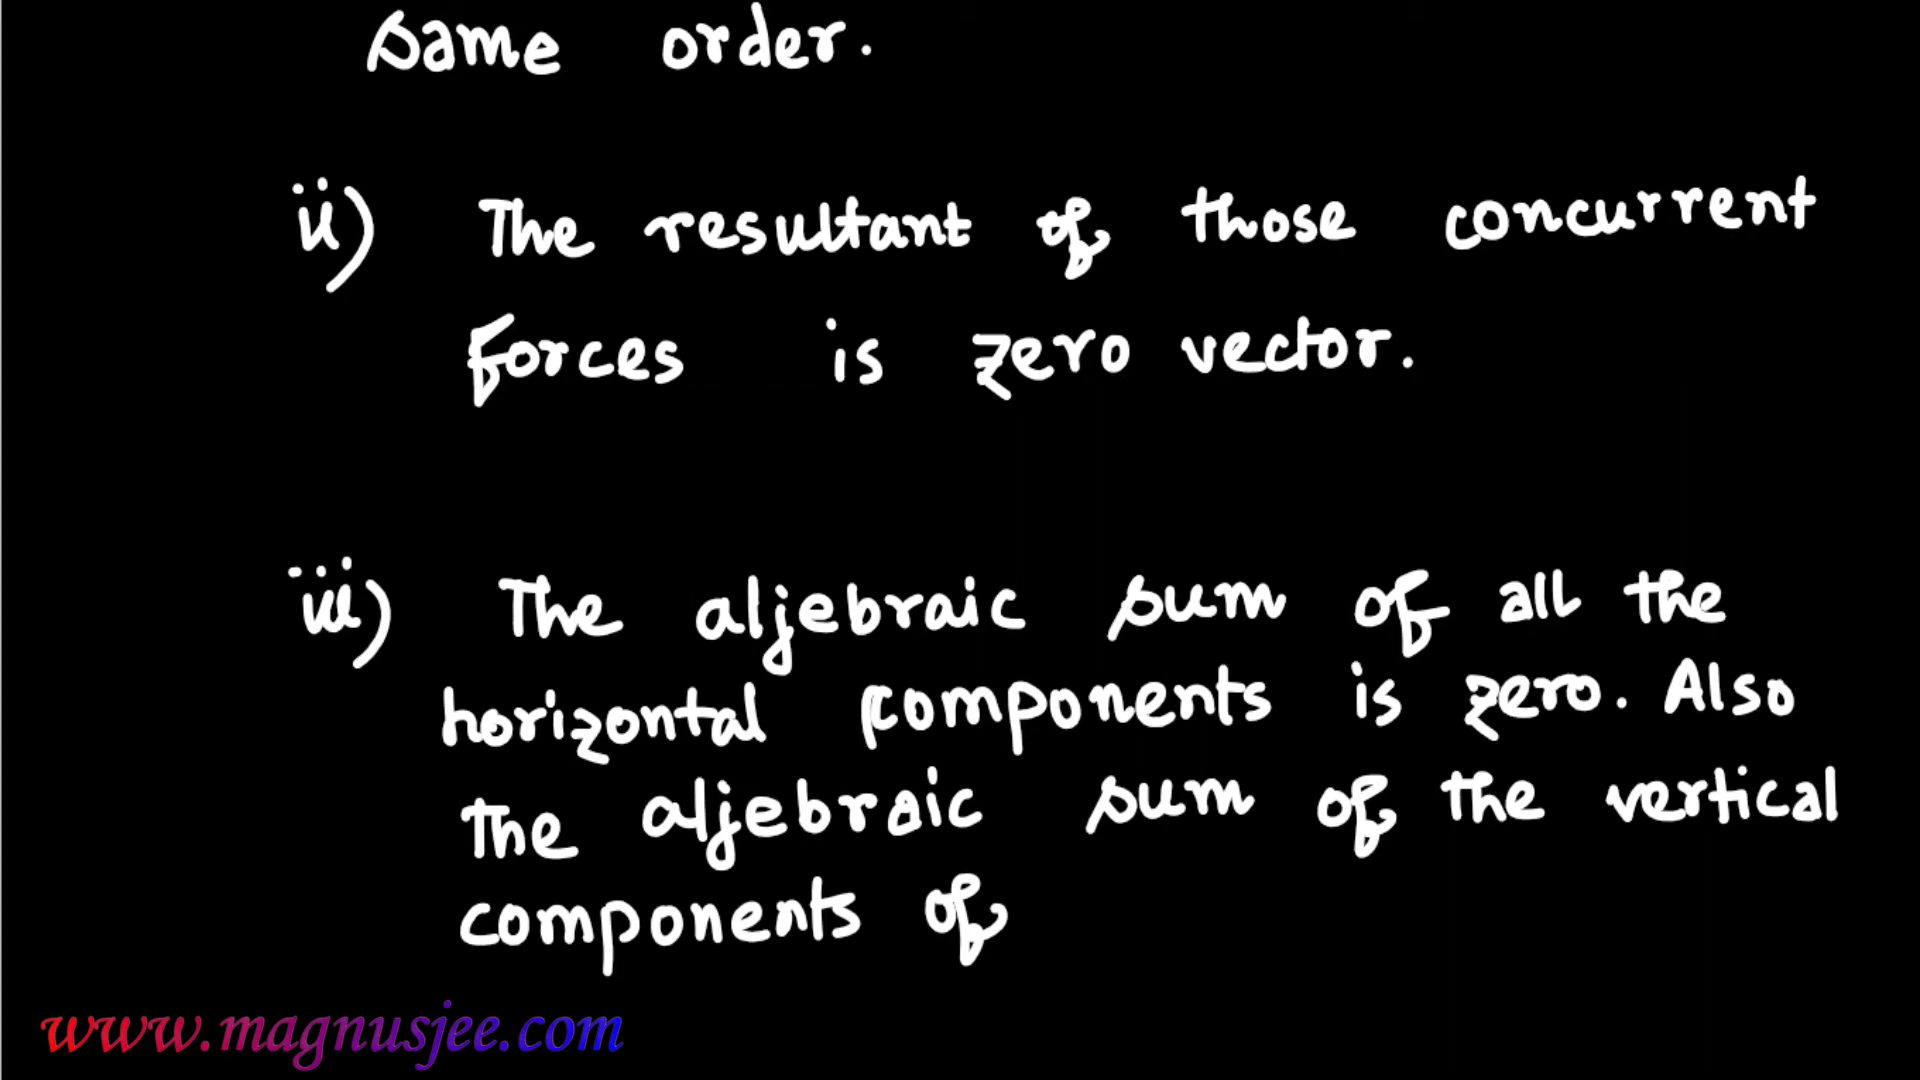 same order.
ii) The resultant of those concurrent
forces is zero vector.
iii) The aljebraic sum of all the
horizontal components is zero. Also
the aljebraic sum of the vertical
components of
www.magnusjee.com